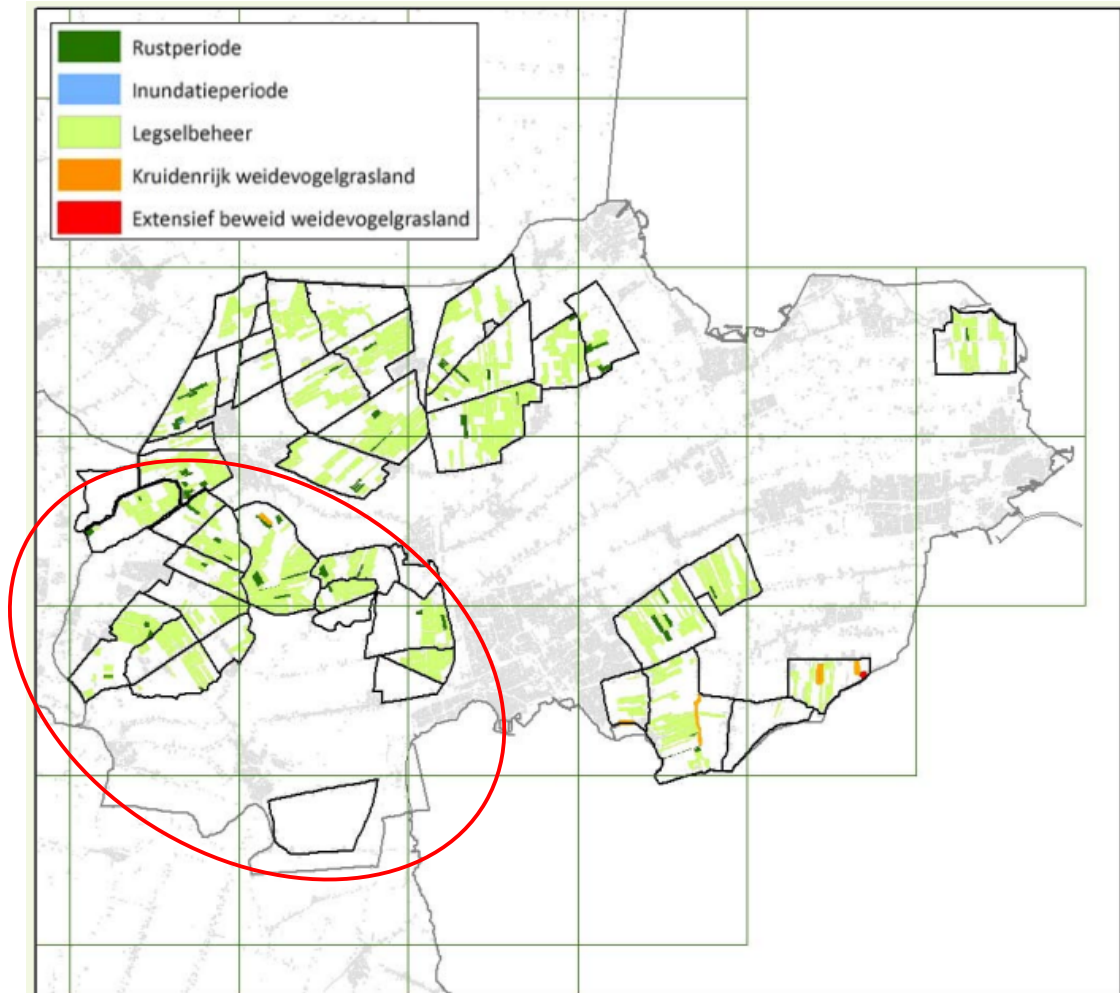 Rustperiode
Inundatieperiode
Legselbeheer
Kruidenrijk weidevogelgrasland
Extensief beweid weidevogelgrasland